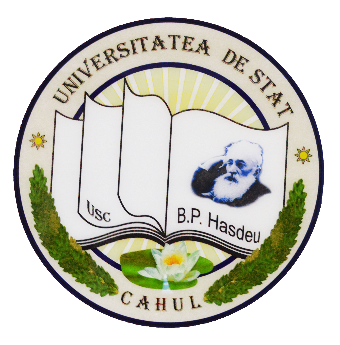 UNIVERSITATEA DE STAT
USC
B.P. Hasdeu
CAHUL